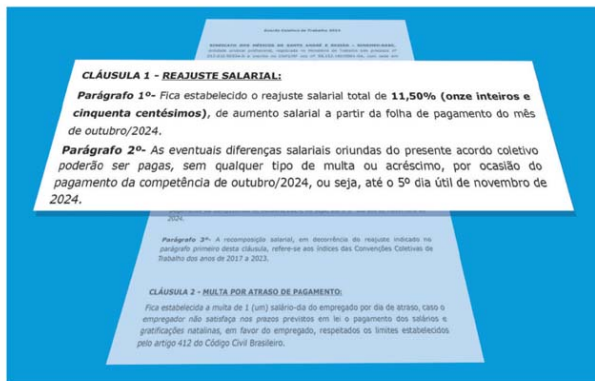 Acordo Coletivo de Trabalho 2024
CLÁUSULA 1 - REAJUSTE SALARIAL:
Parágrafo 1º- Fica estabelecido o reajuste salarial total de 11,50% (onze inteiros e
cinquenta centésimos), de aumento salarial a partir da folha de pagamento do mês
de outubro/2024.
Parágrafo 2º- As eventuais diferenças salariais oriundas do presente acordo coletivo
poderão ser pagas, sem qualquer tipo de multa ou acréscimo, por ocasião do
pagamento da competência de outubro/2024, ou seja, até o 5º dia útil de novembro de
2024.
2024.
Parágrafo 3º- A recomposição salarial, em decorrência do reajuste indicado no
parágrafo primeiro desta cláusula, refere-se aos índices das Convenções Coletivas de
Trabalho dos anos de 2017 a 2023.
CLÁUSULA 2 - MULTA POR ATRASO DE PAGAMENTO:
Fica estabelecida a multa de 1 (um) salário-dia do empregado por dia de atraso, caso o
empregador não satisfaça nos prazos previstos em lei o pagamento dos salários e
gratificações natalinas, em favor do empregado, respeitados os limites estabelecidos
pelo artigo 412 do Código Civil Brasileiro.